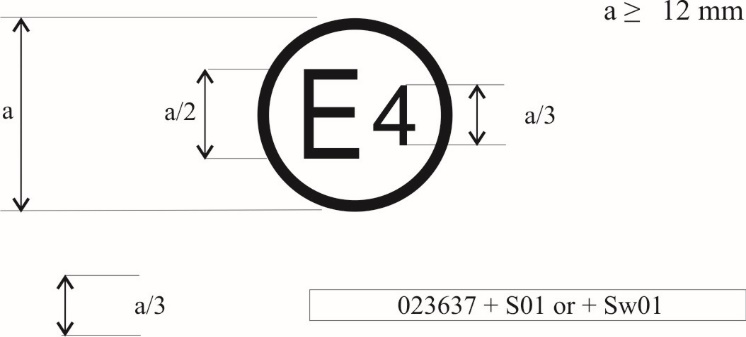 a ≥ 12 mm
a
a/2
E4
a/3
a/3
023637 + S01 or + Sw01